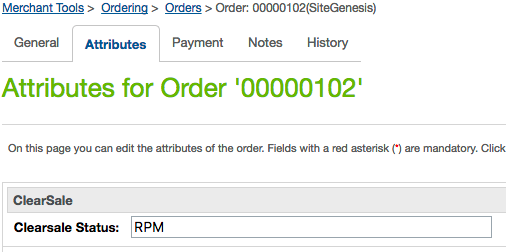 Merchant Tools > Ordering > Orders > Order: 00000102(SiteGenesis)
General Attributes Payment Notes History
Attributes for Order '00000102'
On this page you can edit the attributes of the order. Fields with a red asterisk (*) are mandatory. Click
ClearSale
Clearsale Status: RPM